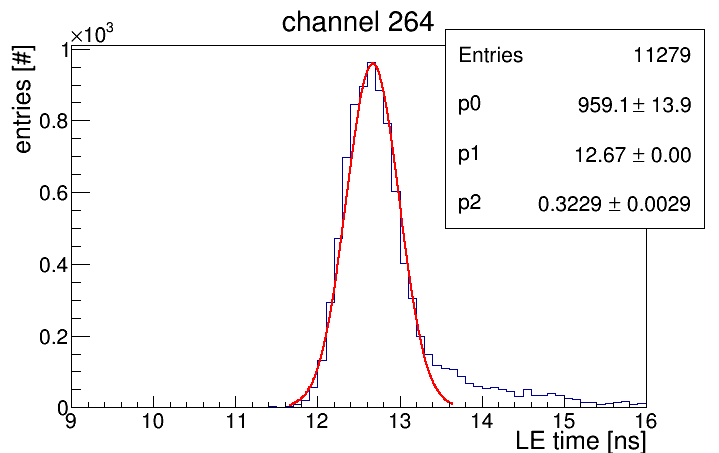 channel 264
×10³
entries [#]
Entries 11279
p0 959.1 ± 13.9
p1 12.67 ± 0.00
p2 0.3229 ± 0.0029
1
0.8
0.6
0.4
0.2
0
9 10 11 12 13 14 15 16
LE time [ns]